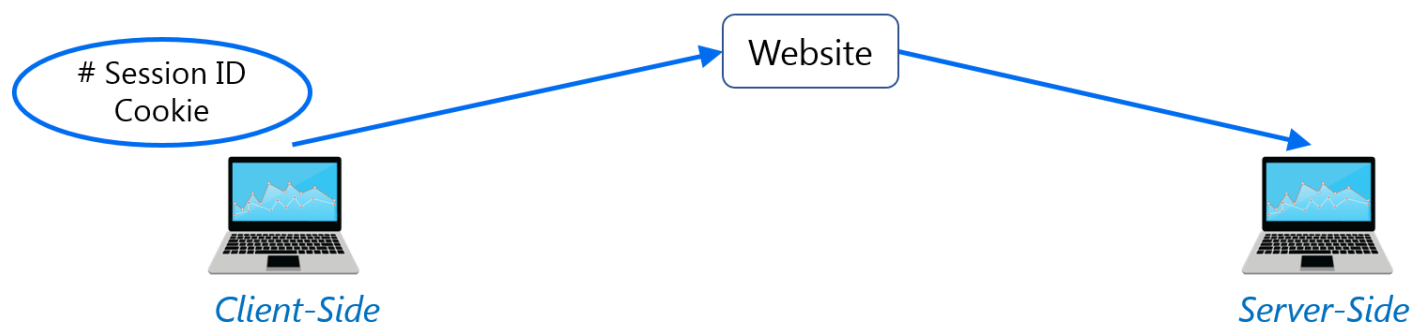 # Session ID
Cookie
Website
Client-Side
Server-Side